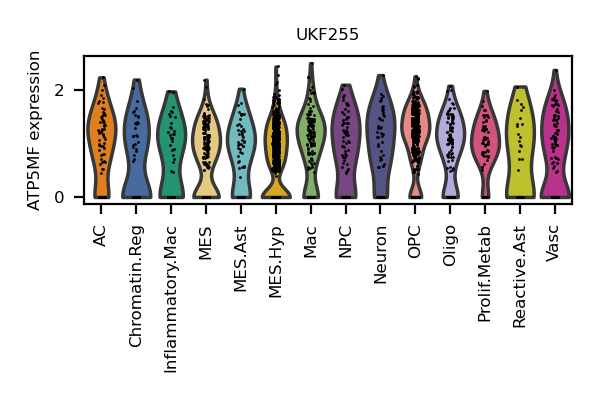 UKF255
ATP5MF expression
2
0
AC
Chromatin.Reg
Inflammatory.Mac
MES
MES.Ast
MES.Hyp
Mac
NPC
Neuron
OPC
Oligo
Prolif.Metab
Reactive.Ast
Vasc